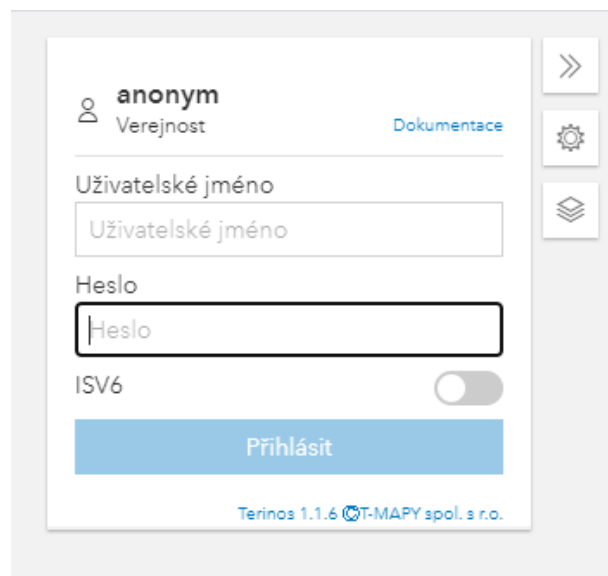 anonym
Verejnost
Dokumentace
Uživatelské jméno
Uživatelské jméno
Heslo
Heslo
ISV6
Přihlásit
Terinos 1.1.6 ©T-MAPY spol. s r.o.